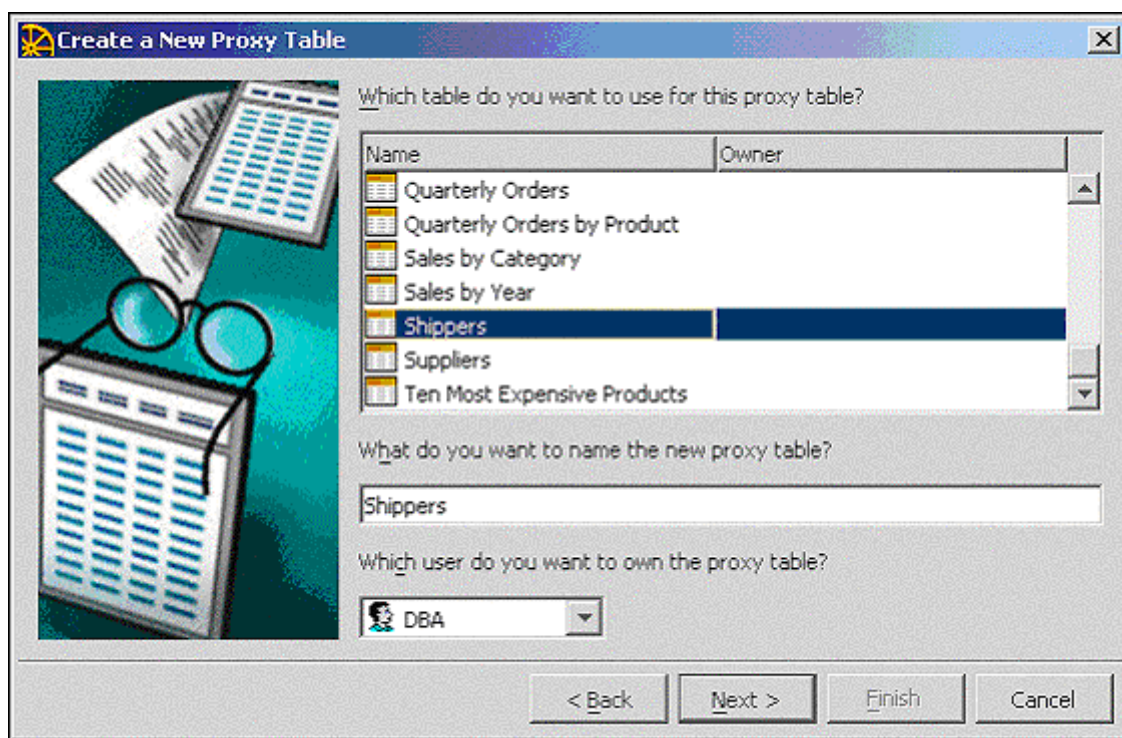 Create a New Proxy Table
Which table do you want to use for this proxy table?
Name Owner
Quarterly Orders
Quarterly Orders by Product
Sales by Category
Sales by Year
Shippers
Suppliers
Ten Most Expensive Products
What do you want to name the new proxy table?
Shippers
Which user do you want to own the proxy table?
DBA
< Back Next > Finish Cancel